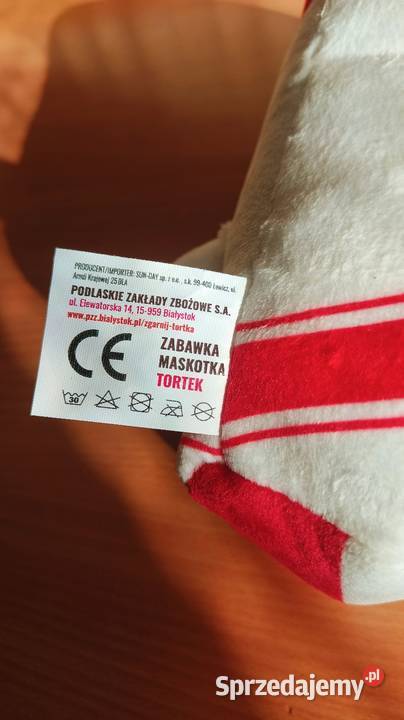 PRODUCENT/IMPORTER: SUN-DAY sp. z o.o., s.k. 99-400 Łowicz, ul.
Armii Krajowej 25 DLA
PODLASKIE ZAKŁADY ZBOŻOWE S.A.
ul. Elewatorska 14, 15-959 Białystok
www.pzz.bialystok.pl/zgarnij-tortka
CE
ZABAWKA
MASKOTKA
TORTEK
30
Sprzedajemy.pl